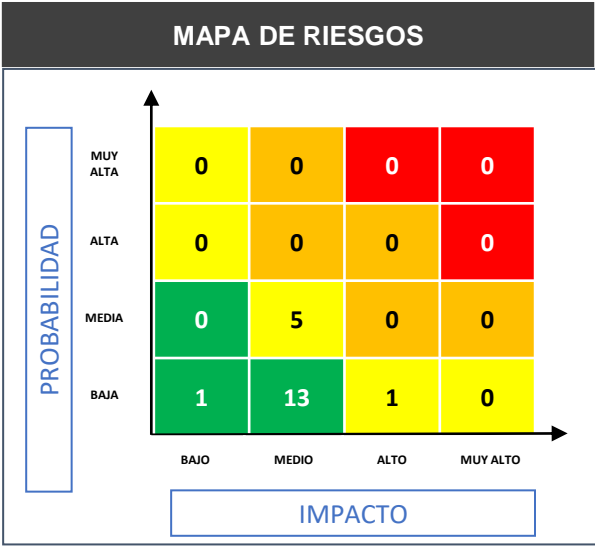 MAPA DE RIESGOS
PROBABILIDAD
MUY
ALTA
0 0 0 0
ALTA
0 0 0 0
MEDIA
0 5 0 0
BAJA
1 13 1 0
BAJO MEDIO ALTO MUY ALTO
IMPACTO